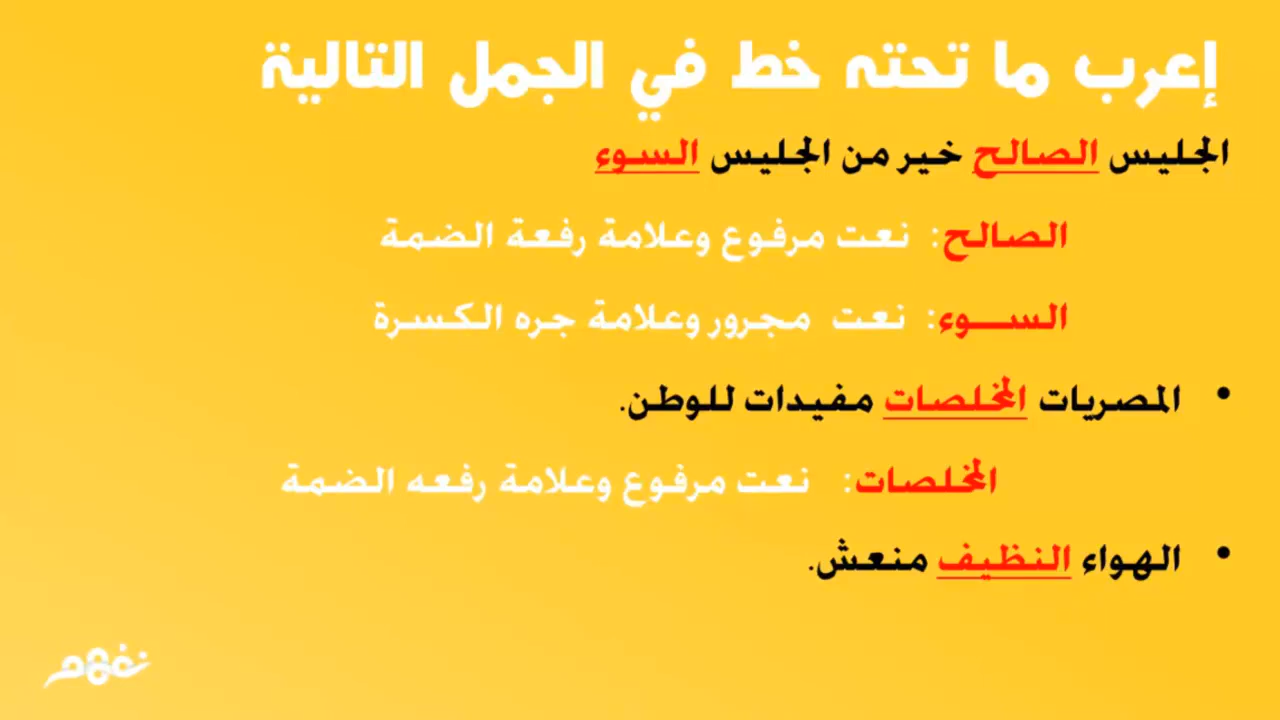 إعرب ما تحته خط في الجمل التالية
الجليس الصالح خير من الجليس السوء
الصالح: نعت مرفوع وعلامة رفعة الضمة
الســـوء: نعت مجرور وعلامة جره الكسرة
• المصريات المخلصات مفيدات للوطن.
المخلصات: نعت مرفوع وعلامة رفعه الضمة
• الهواء النظيف منعش.
نفهم